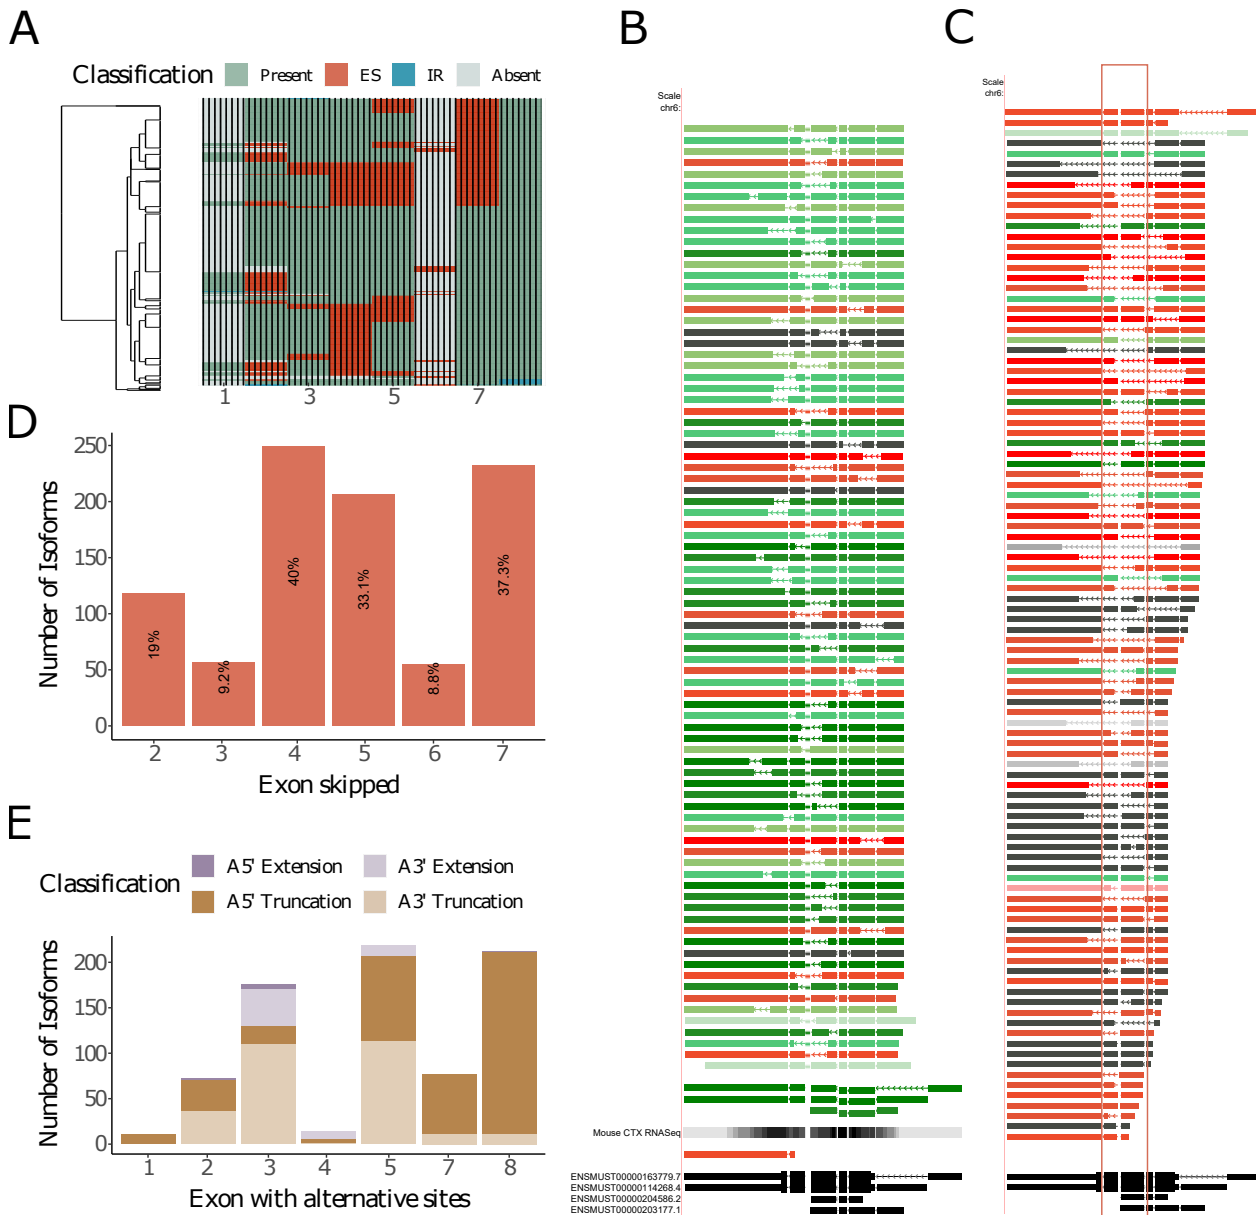 A
Classification Present ES IR Absent
1 3 5 7
B
Scale
chr6:
Mouse CTX RNASeq
ENSMUST00000163779.7
ENSMUST00000114268.4
ENSMUST00000204586.2
ENSMUST00000203177.1
C
Scale
chr6:
D
Number of Isoforms
250
200
150
100
50
0
19%
9.2%
40%
33.1%
8.8%
37.3%
2 3 4 5 6 7
Exon skipped
E
Classification
A5' Extension A3' Extension
A5' Truncation A3' Truncation
Number of Isoforms
200
150
100
50
0
1 2 3 4 5 7 8
Exon with alternative sites